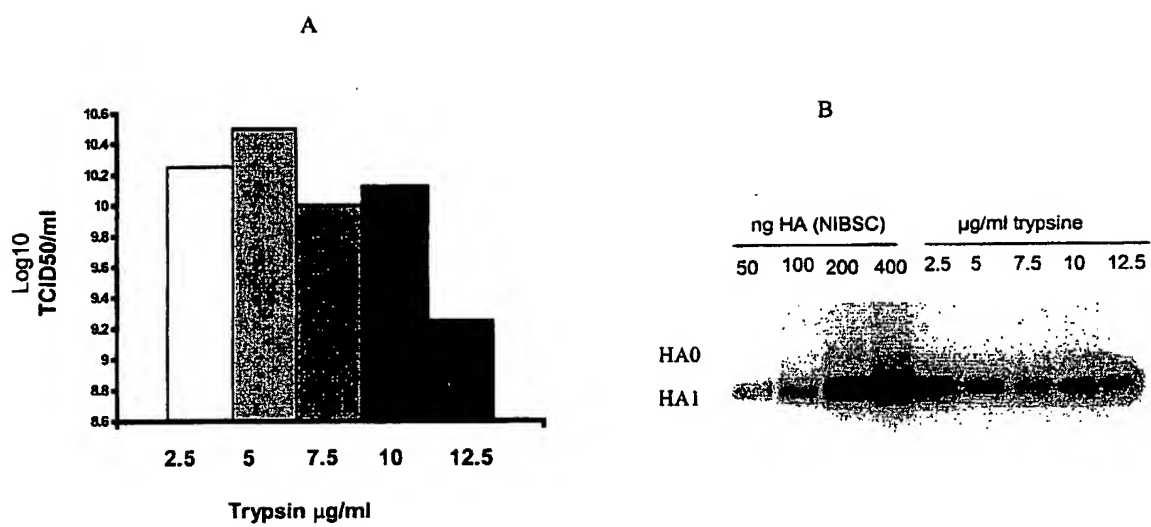 A
10.6
10.4
10.2
10
9.8
9.6
9.4
9.2
9
8.8
8.6
Log10
TCID50/ml
2.5 5 7.5 10 12.5
Trypsin µg/ml
B
ng HA (NIBSC) µg/ml trypsine
50 100 200 400 2.5 5 7.5 10 12.5
HA0
HA1